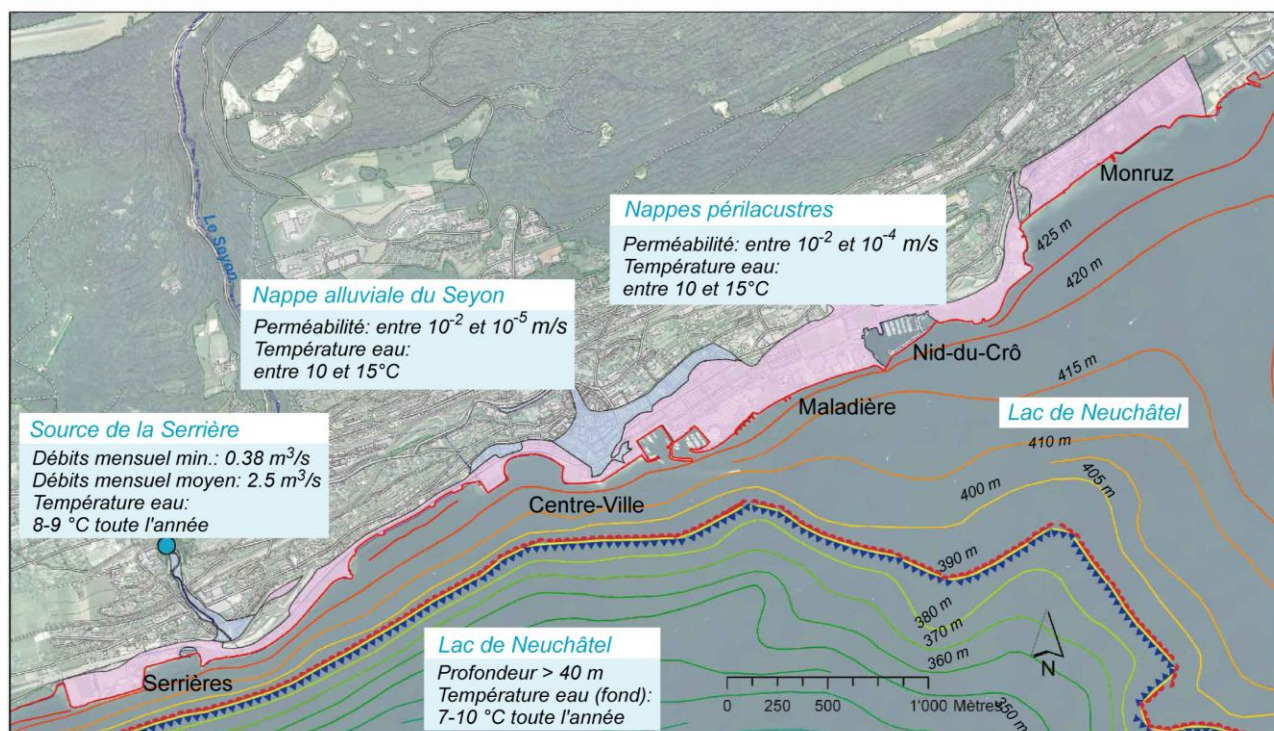 Le Seyon
Nappes périlacustres
Perméabilité: entre 10⁻² et 10⁻⁴ m/s
Température eau:
entre 10 et 15°C
Monruz
425 m
420 m
Nappe alluviale du Seyon
Perméabilité: entre 10⁻² et 10⁻⁵ m/s
Température eau:
entre 10 et 15°C
Nid-du-Crô
415 m
Maladière
Lac de Neuchâtel
410 m
405 m
400 m
Source de la Serrière
Débits mensuel min.: 0.38 m³/s
Débits mensuel moyen: 2.5 m³/s
Température eau:
8-9 °C toute l'année
Centre-Ville
390 m
380 m
370 m
360 m
350 m
N
Lac de Neuchâtel
Profondeur > 40 m
Température eau (fond):
7-10 °C toute l'année
Serrières
0 250 500 1'000 Mètres